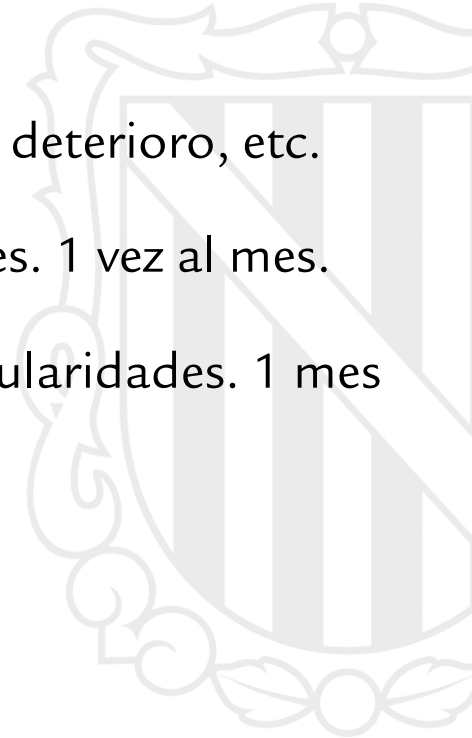 deterioro, etc.
es. 1 vez al mes.
ularidades. 1 mes